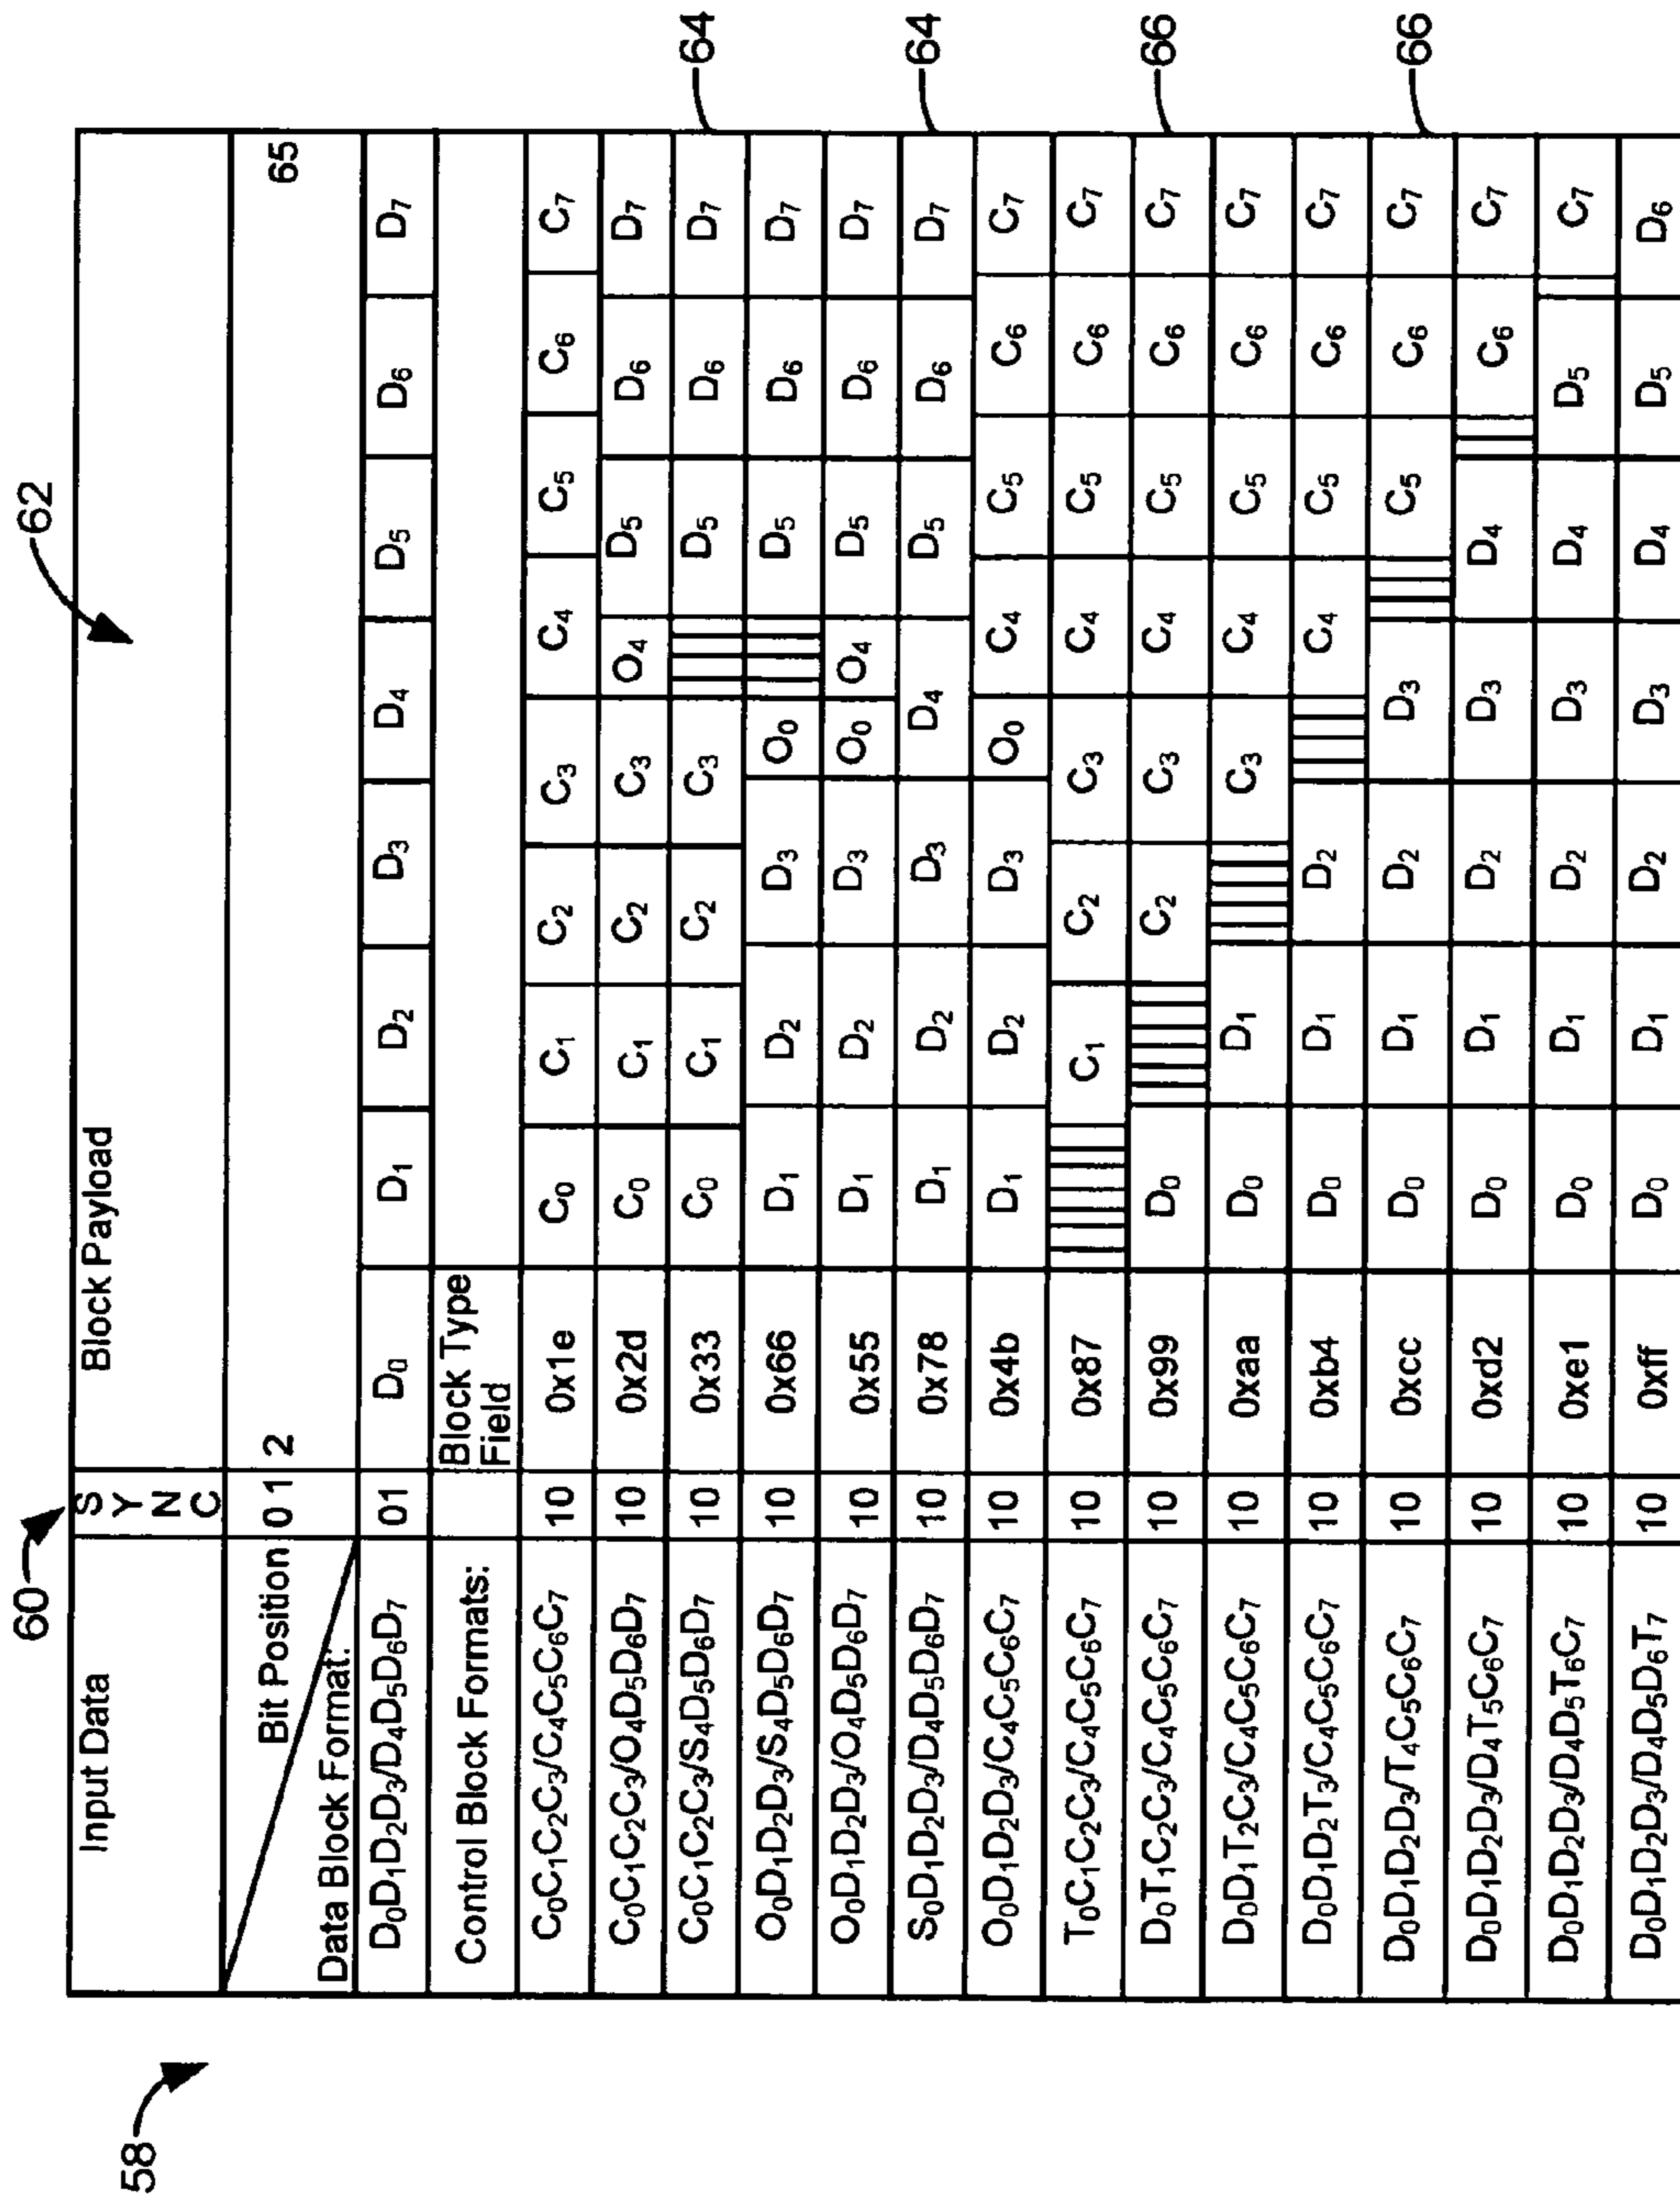 58
60
62
Input Data S Y N C Block Payload
Bit Position 0 1 2 65
Data Block Format:
D₀D₁D₂D₃/D₄D₅D₆D₇ 01 D₀ D₁ D₂ D₃ D₄ D₅ D₆ D₇
Control Block Formats: Block Type Field
C₀C₁C₂C₃/C₄C₅C₆C₇ 10 0x1e C₀ C₁ C₂ C₃ C₄ C₅ C₆ C₇
C₀C₁C₂C₃/O₄D₅D₆D₇ 10 0x2d C₀ C₁ C₂ C₃ O₄ D₅ D₆ D₇
C₀C₁C₂C₃/S₄D₅D₆D₇ 10 0x33 C₀ C₁ C₂ C₃ D₅ D₆ D₇ 64
O₀D₁D₂D₃/S₄D₅D₆D₇ 10 0x66 D₁ D₂ D₃ O₀ D₅ D₆ D₇
O₀D₁D₂D₃/O₄D₅D₆D₇ 10 0x55 D₁ D₂ D₃ O₀ O₄ D₅ D₆ D₇
S₀D₁D₂D₃/D₄D₅D₆D₇ 10 0x78 D₁ D₂ D₃ D₄ D₅ D₆ D₇ 64
O₀D₁D₂D₃/C₄C₅C₆C₇ 10 0x4b D₁ D₂ D₃ O₀ C₄ C₅ C₆ C₇
T₀C₁C₂C₃/C₄C₅C₆C₇ 10 0x87 C₁ C₂ C₃ C₄ C₅ C₆ C₇
D₀T₁C₂C₃/C₄C₅C₆C₇ 10 0x99 D₀ C₂ C₃ C₄ C₅ C₆ C₇ 66
D₀D₁T₂C₃/C₄C₅C₆C₇ 10 0xaa D₀ D₁ C₃ C₄ C₅ C₆ C₇
D₀D₁D₂T₃/C₄C₅C₆C₇ 10 0xb4 D₀ D₁ D₂ C₄ C₅ C₆ C₇
D₀D₁D₂D₃/T₄C₅C₆C₇ 10 0xcc D₀ D₁ D₂ D₃ C₅ C₆ C₇ 66
D₀D₁D₂D₃/D₄T₅C₆C₇ 10 0xd2 D₀ D₁ D₂ D₃ D₄ C₆ C₇
D₀D₁D₂D₃/D₄D₅T₆C₇ 10 0xe1 D₀ D₁ D₂ D₃ D₄ D₅ C₇
D₀D₁D₂D₃/D₄D₅D₆T₇ 10 0xff D₀ D₁ D₂ D₃ D₄ D₅ D₆